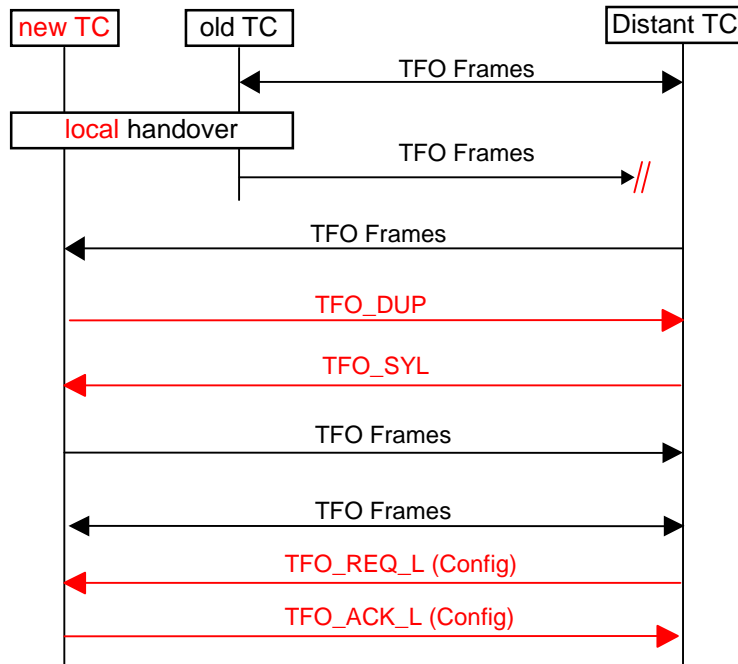 new TC
old TC
Distant TC
TFO Frames
local handover
TFO Frames
TFO Frames
TFO_DUP
TFO_SYL
TFO Frames
TFO Frames
TFO_REQ_L (Config)
TFO_ACK_L (Config)